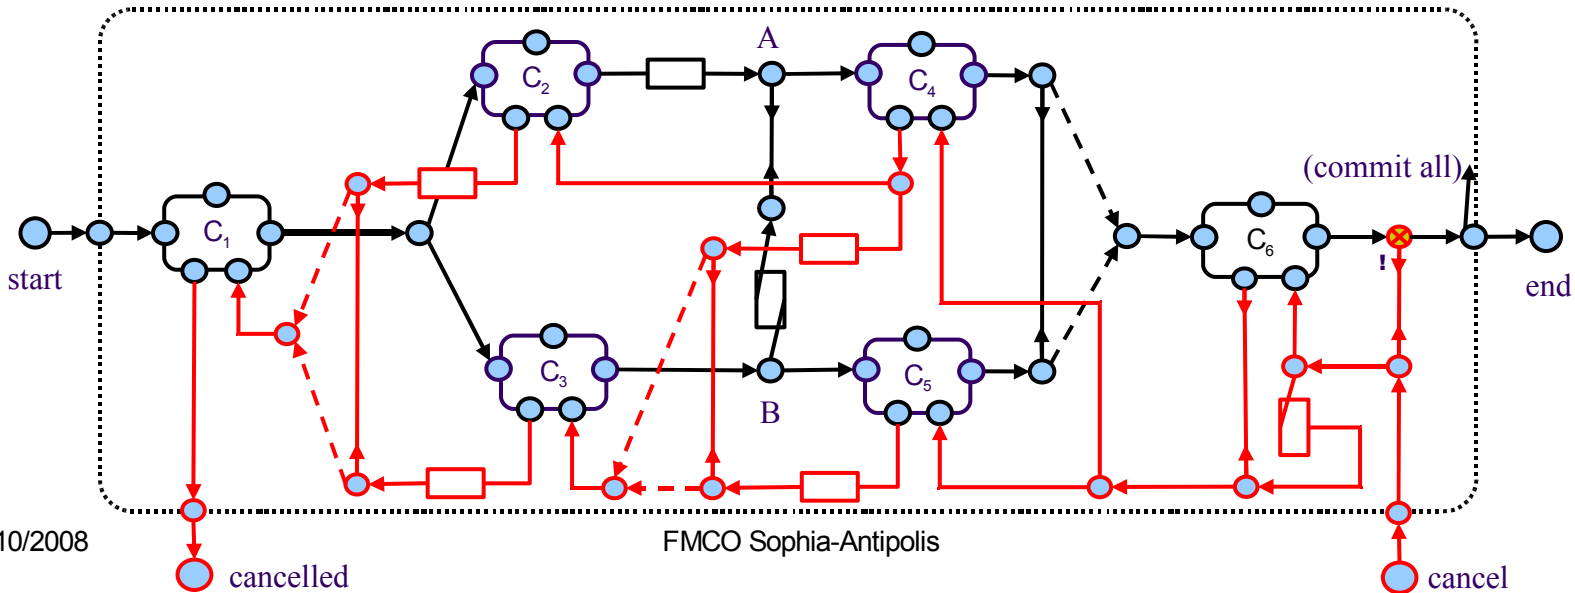 A
C2
C4
(commit all)
C1
C6
start
!
end
C3
C5
B
10/2008
FMCO Sophia-Antipolis
cancelled
cancel